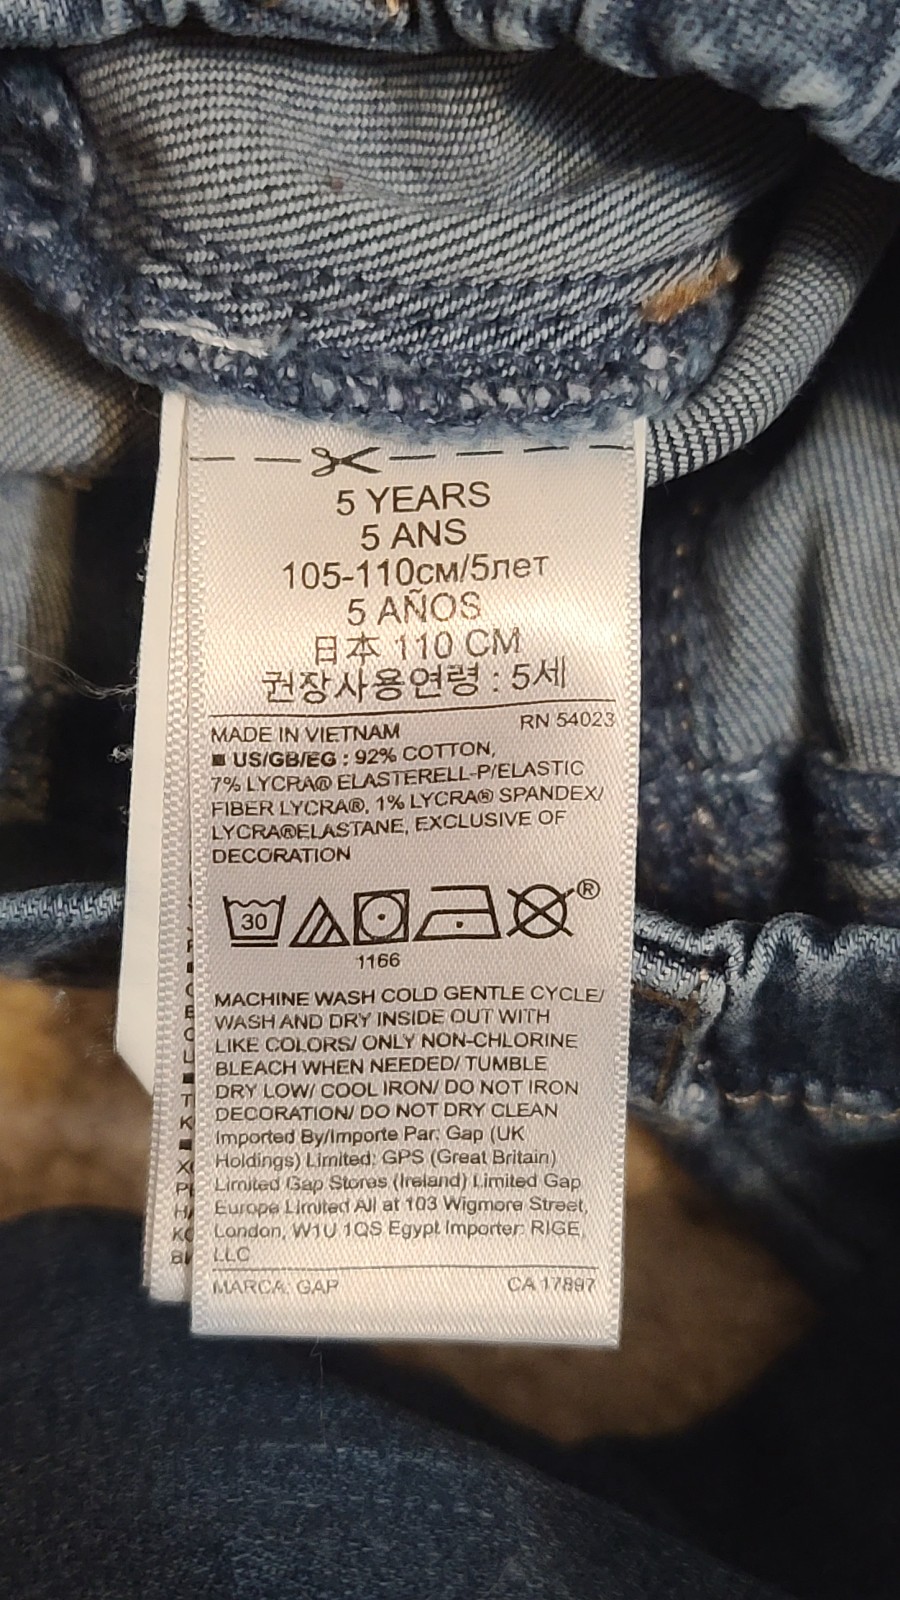 5 YEARS
5 ANS
105-110см/5лет
5 AÑOS
日本 110 CM
권장사용연령 : 5세
MADE IN VIETNAM
RN 54023
■ US/GB/EG : 92% COTTON,
7% LYCRA® ELASTERELL-P/ELASTIC
FIBER LYCRA®, 1% LYCRA® SPANDEX/
LYCRA®ELASTANE, EXCLUSIVE OF
DECORATION
30
®
1166
MACHINE WASH COLD GENTLE CYCLE/
WASH AND DRY INSIDE OUT WITH
LIKE COLORS/ ONLY NON-CHLORINE
BLEACH WHEN NEEDED/ TUMBLE
DRY LOW/ COOL IRON/ DO NOT IRON
DECORATION/ DO NOT DRY CLEAN
Imported By/Importe Par: Gap (UK
Holdings) Limited: GPS (Great Britain)
Limited Gap Stores (Ireland) Limited Gap
Europe Limited All at 103 Wigmore Street,
London, W1U 1QS Egypt Importer: RIGE,
LLC
MARCA: GAP
CA 17897